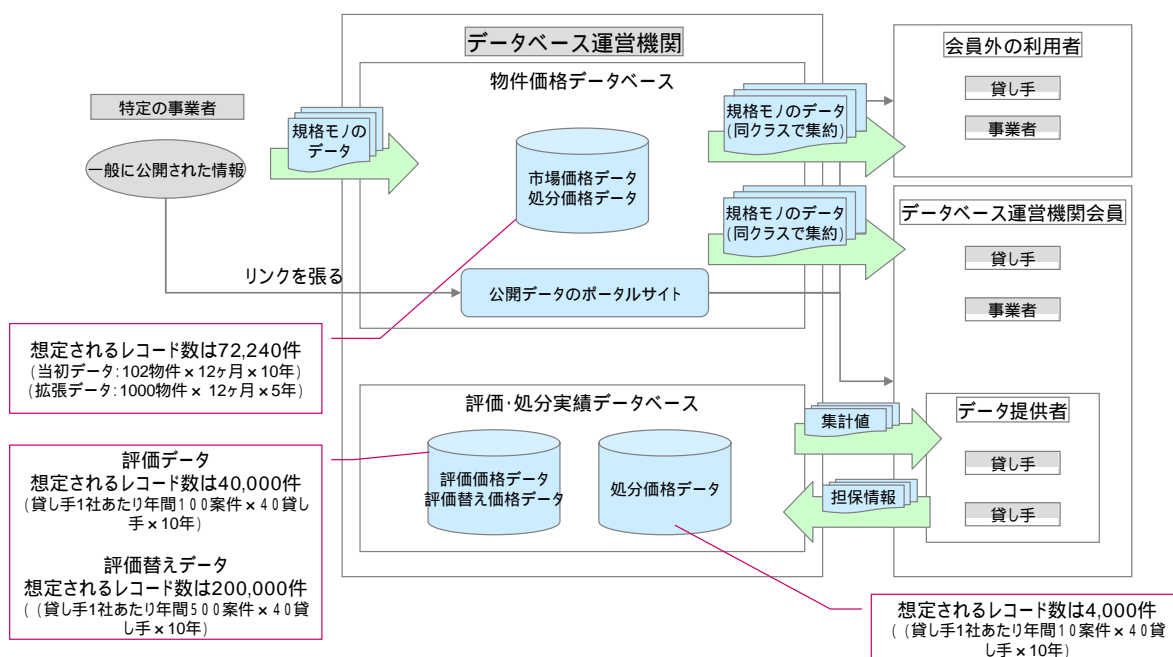 データベース運営機関
物件価格データベース
特定の事業者
一般に公開された情報
規格モノの
データ
市場価格データ
処分価格データ
規格モノのデータ
(同クラスで集約)
規格モノのデータ
(同クラスで集約)
リンクを張る
公開データのポータルサイト
会員外の利用者
貸し手
事業者
データベース運営機関会員
貸し手
事業者
想定されるレコード数は72,240件
(当初データ:102物件×12ヶ月×10年)
(拡張データ:1000物件× 12ヶ月×5年)
評価・処分実績データベース
評価価格データ
評価替え価格データ
処分価格データ
集計値
担保情報
データ提供者
貸し手
貸し手
評価データ
想定されるレコード数は40,000件
(貸し手1社あたり年間100案件×40貸し
手×10年)
評価替えデータ
想定されるレコード数は200,000件
((貸し手1社あたり年間500案件×40貸
し手×10年)
想定されるレコード数は4,000件
((貸し手1社あたり年間10案件×40貸
し手×10年)